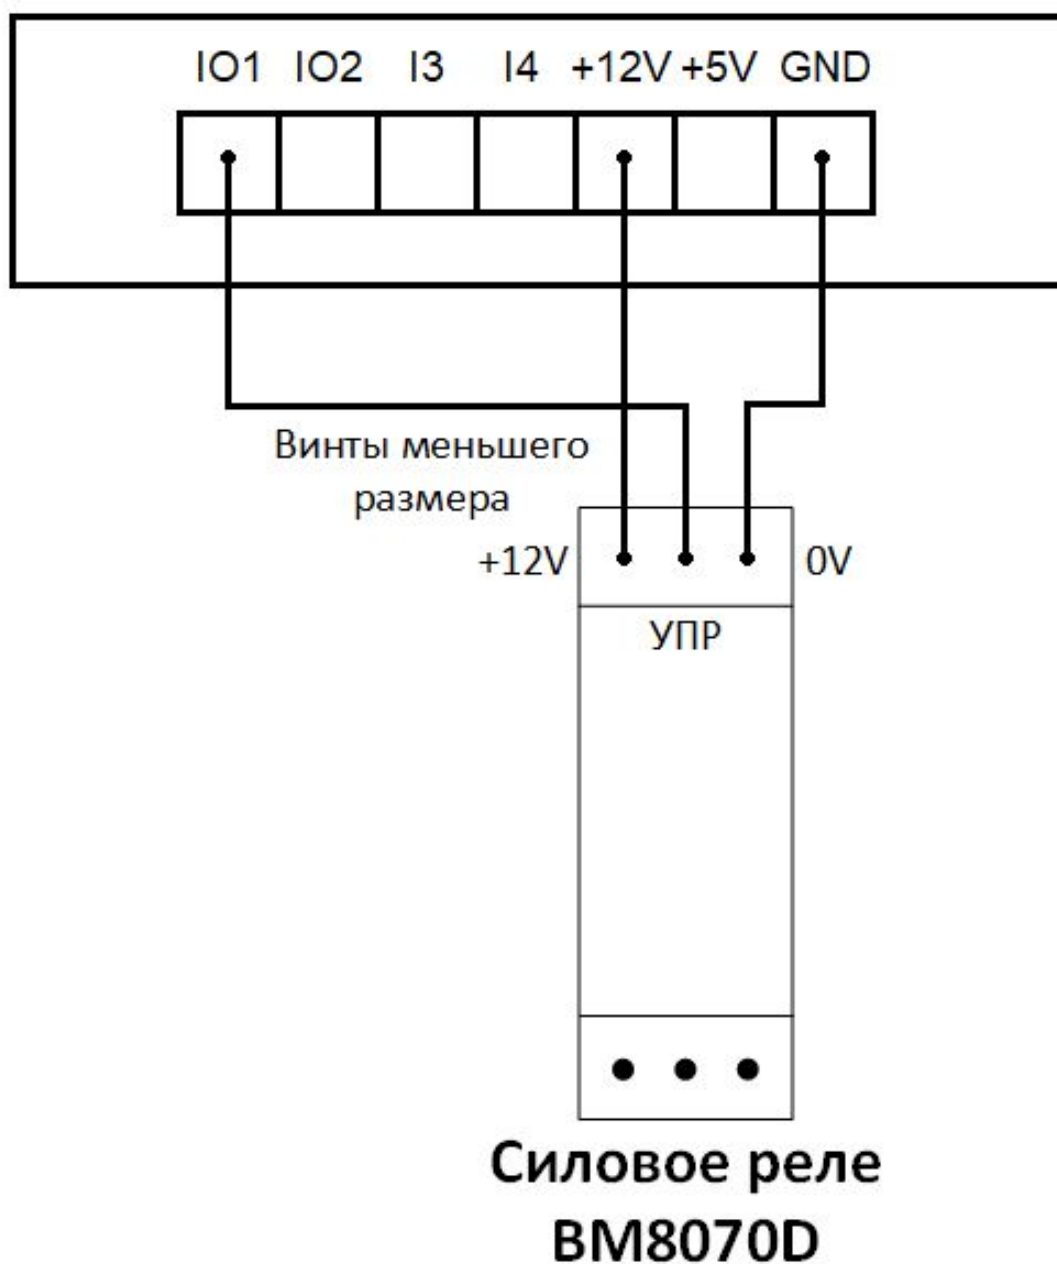 IO1 IO2 I3 I4 +12V +5V GND
Винты меньшего
размера
+12V 0V
УПР
Силовое реле
BM8070D